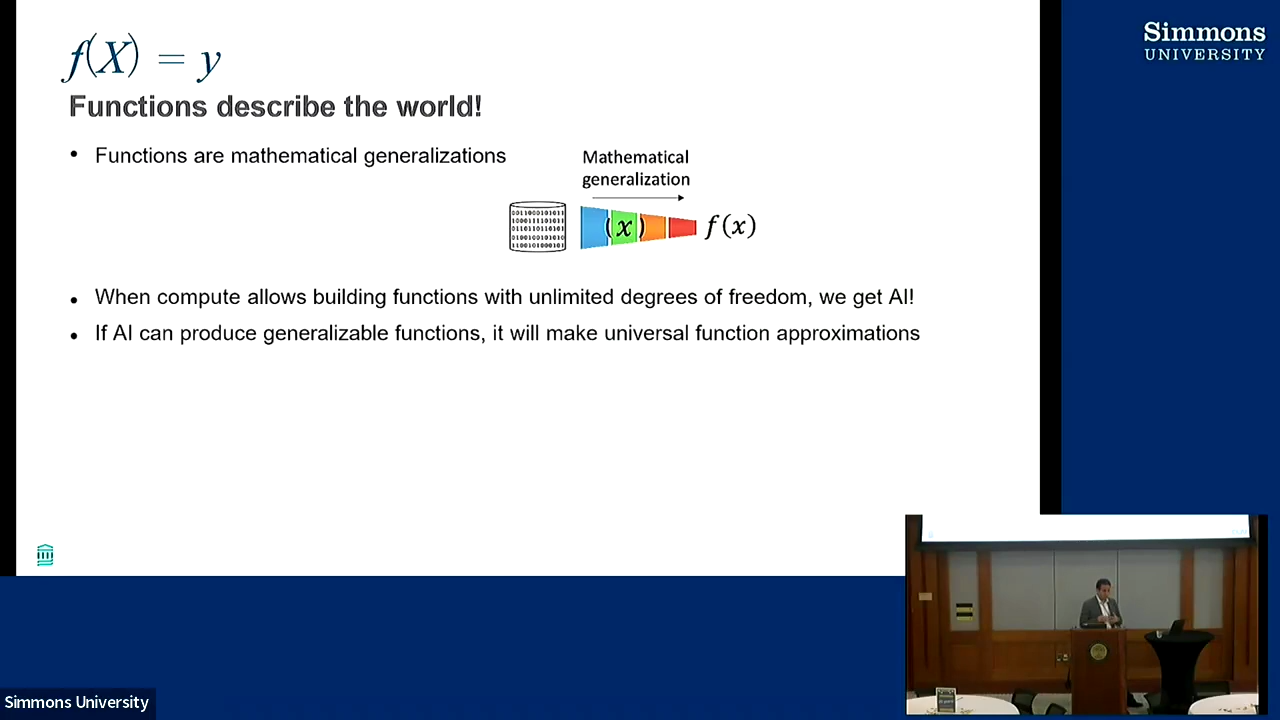 f(X) = y
Simmons
UNIVERSITY
Functions describe the world!
• Functions are mathematical generalizations
Mathematical
generalization
(x) f(x)
• When compute allows building functions with unlimited degrees of freedom, we get AI!
• If AI can produce generalizable functions, it will make universal function approximations
Simmons University